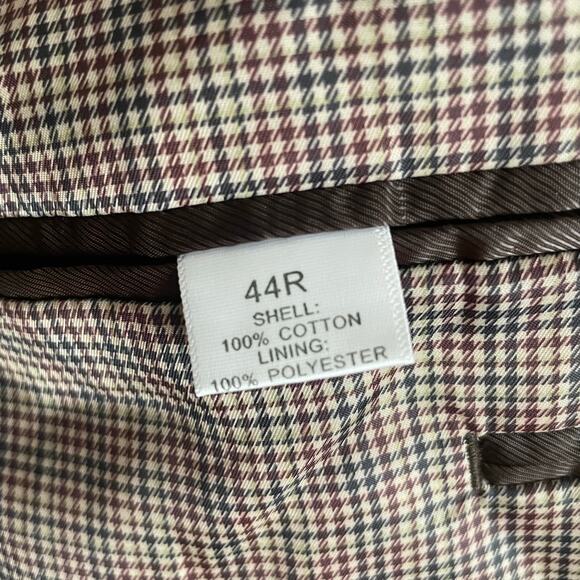 44R
SHELL:
100% COTTON
LINING:
100% POLYESTER